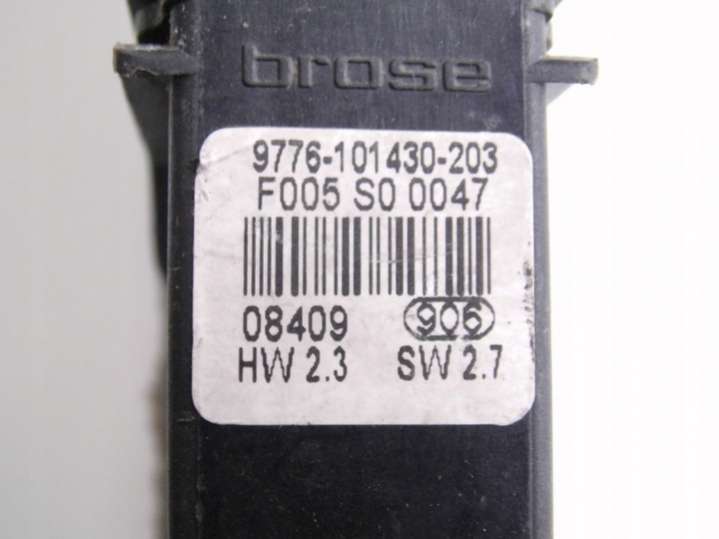 brose
9776-101430-203
F005 S0 0047
08409 906
HW 2.3 SW 2.7